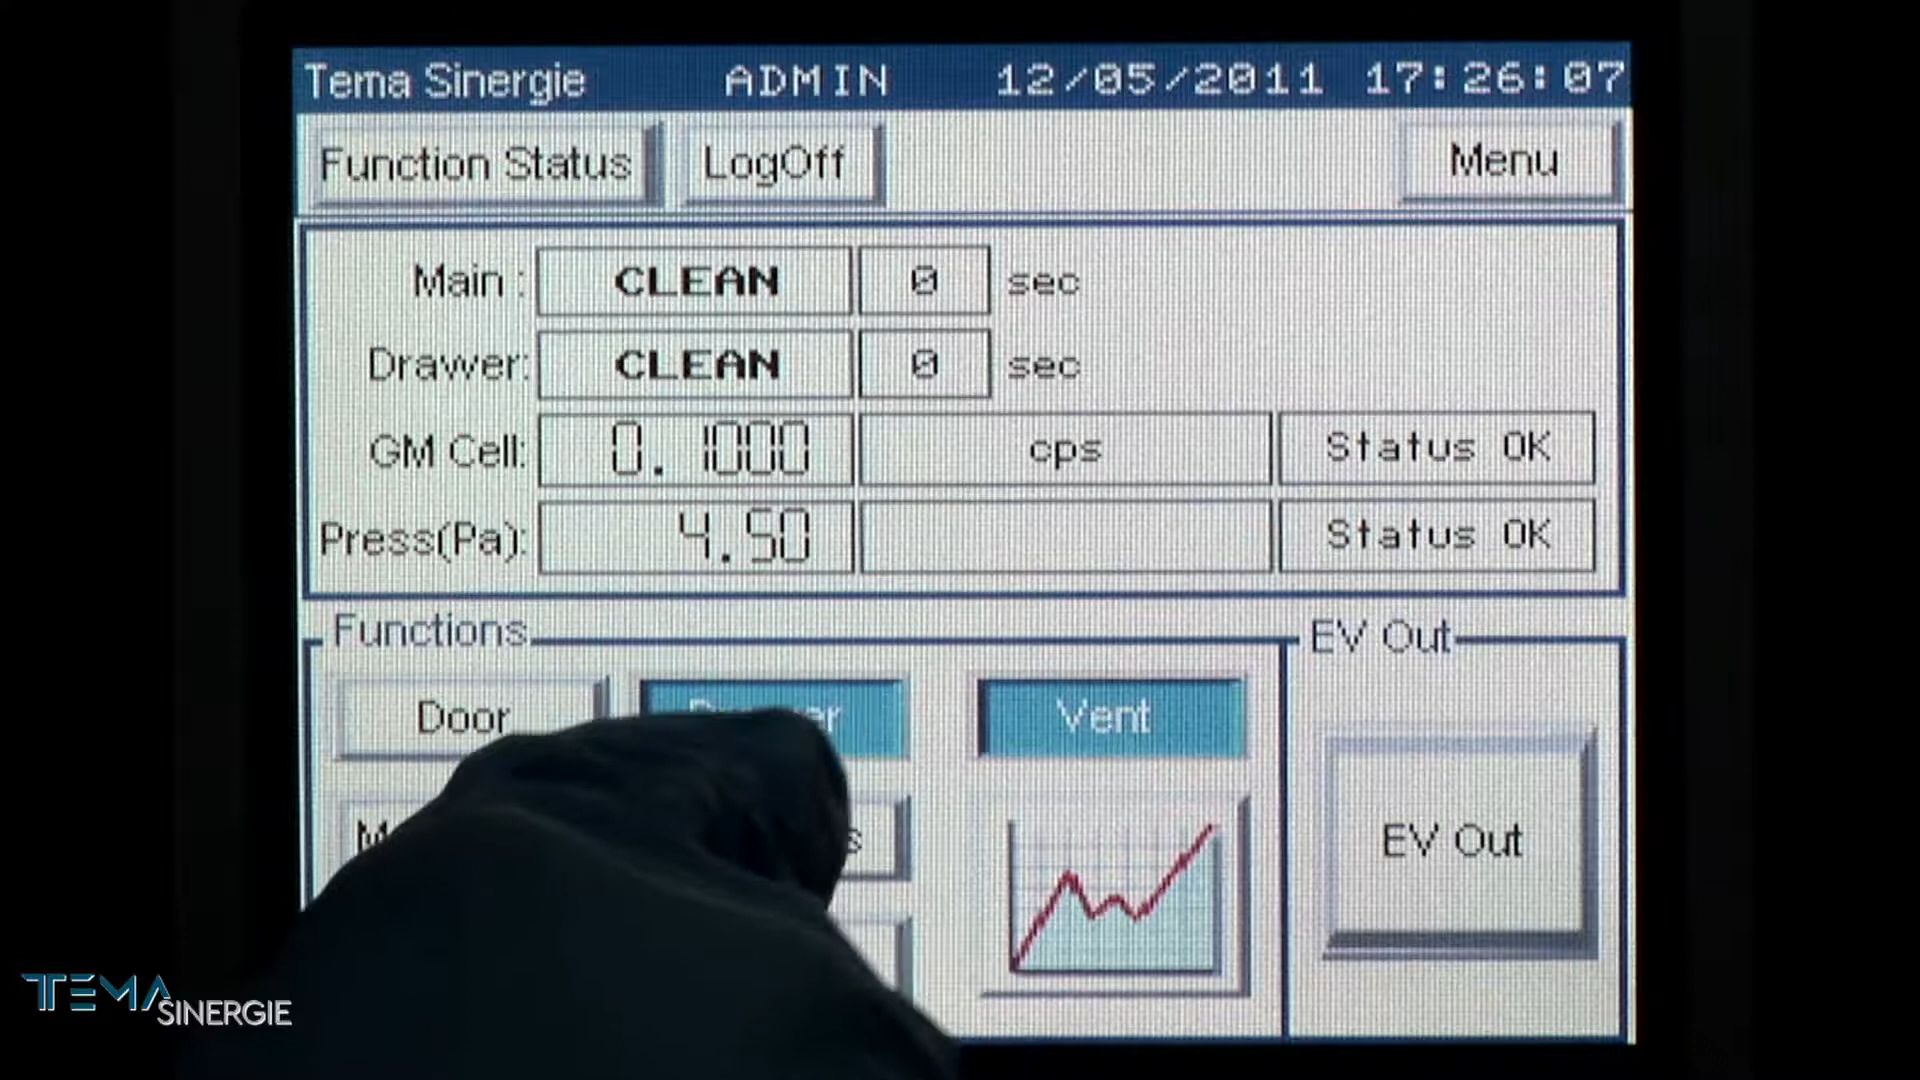 Tema Sinergie ADMIN 12/05/2011 17:26:07
Function Status LogOff Menu
Main : CLEAN 0 sec
Drawer: CLEAN 0 sec
GM Cell: 0.1000 cps Status OK
Press(Pa): 4.50 Status OK
Functions EV Out
Door Drawer Vent
EV Out
TEMA
SINERGIE